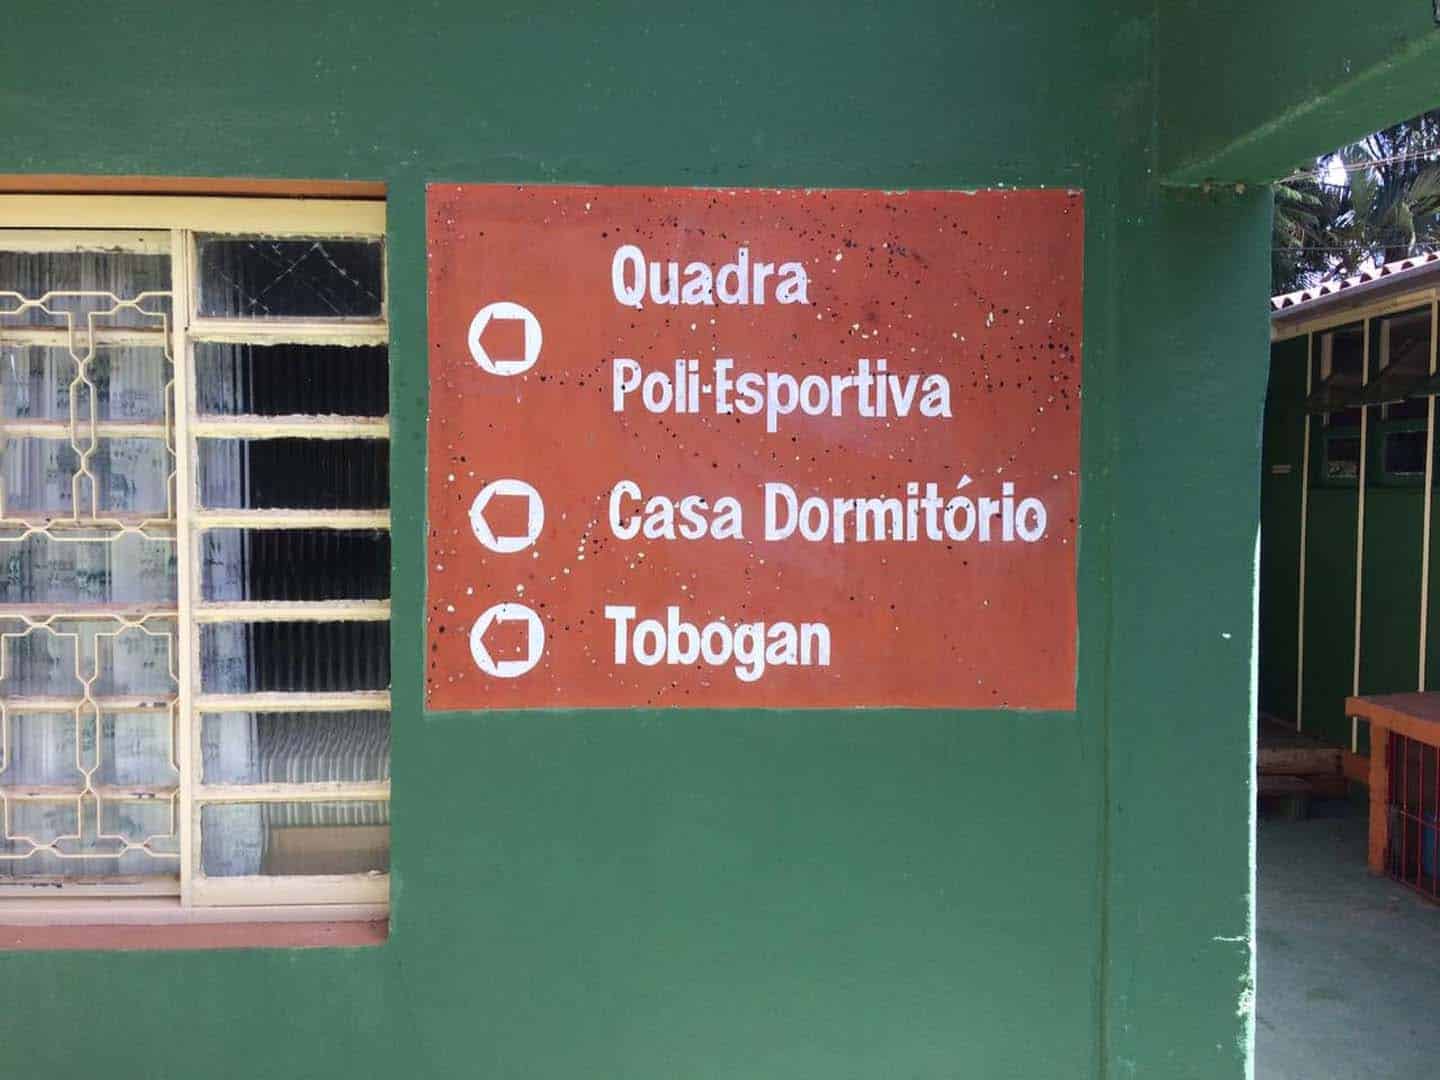 Quadra
Poli-Esportiva
Casa Dormitório
Tobogan